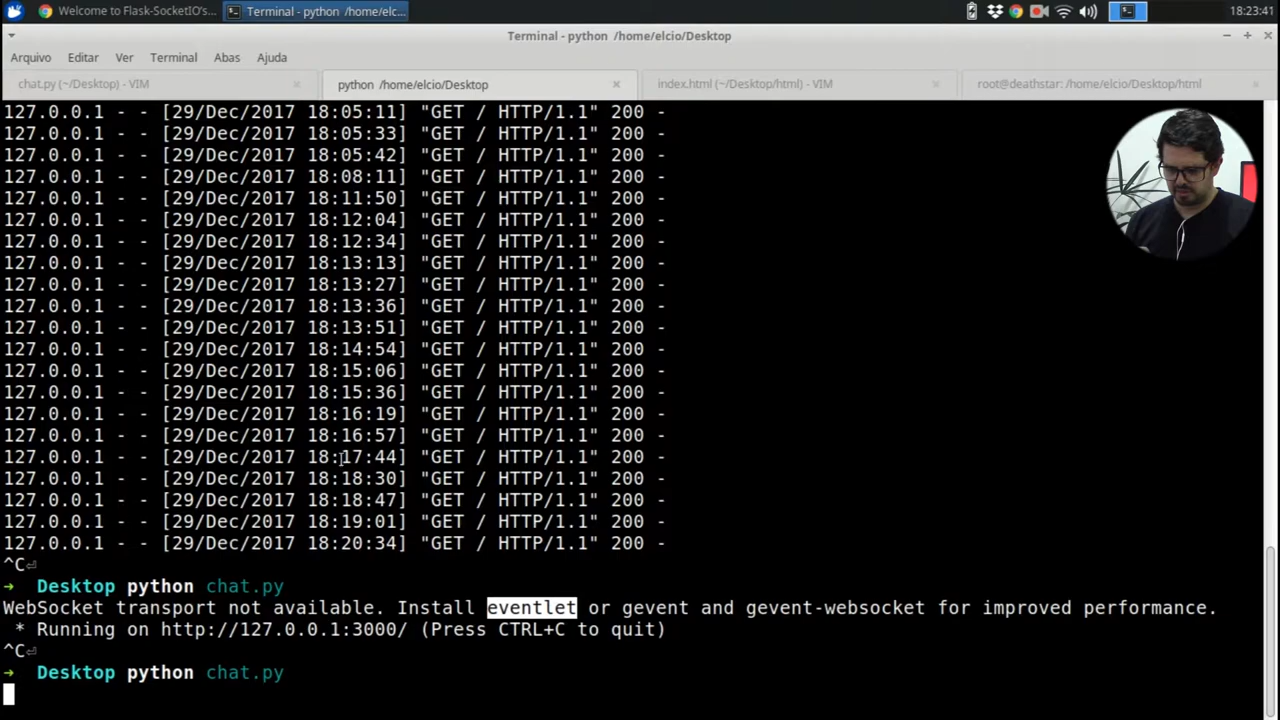 Welcome to Flask-SocketIO's...
Terminal - python /home/elc...
18:23:41
Terminal - python /home/elcio/Desktop
Arquivo Editar Ver Terminal Abas Ajuda
chat.py (~/Desktop) - VIM
python /home/elcio/Desktop
index.html (~/Desktop/html) - VIM
root@deathstar: /home/elcio/Desktop/html
127.0.0.1 - - [29/Dec/2017 18:05:11] "GET / HTTP/1.1" 200 -
127.0.0.1 - - [29/Dec/2017 18:05:33] "GET / HTTP/1.1" 200 -
127.0.0.1 - - [29/Dec/2017 18:05:42] "GET / HTTP/1.1" 200 -
127.0.0.1 - - [29/Dec/2017 18:08:11] "GET / HTTP/1.1" 200 -
127.0.0.1 - - [29/Dec/2017 18:11:50] "GET / HTTP/1.1" 200 -
127.0.0.1 - - [29/Dec/2017 18:12:04] "GET / HTTP/1.1" 200 -
127.0.0.1 - - [29/Dec/2017 18:12:34] "GET / HTTP/1.1" 200 -
127.0.0.1 - - [29/Dec/2017 18:13:13] "GET / HTTP/1.1" 200 -
127.0.0.1 - - [29/Dec/2017 18:13:27] "GET / HTTP/1.1" 200 -
127.0.0.1 - - [29/Dec/2017 18:13:36] "GET / HTTP/1.1" 200 -
127.0.0.1 - - [29/Dec/2017 18:13:51] "GET / HTTP/1.1" 200 -
127.0.0.1 - - [29/Dec/2017 18:14:54] "GET / HTTP/1.1" 200 -
127.0.0.1 - - [29/Dec/2017 18:15:06] "GET / HTTP/1.1" 200 -
127.0.0.1 - - [29/Dec/2017 18:15:36] "GET / HTTP/1.1" 200 -
127.0.0.1 - - [29/Dec/2017 18:16:19] "GET / HTTP/1.1" 200 -
127.0.0.1 - - [29/Dec/2017 18:16:57] "GET / HTTP/1.1" 200 -
127.0.0.1 - - [29/Dec/2017 18:17:44] "GET / HTTP/1.1" 200 -
127.0.0.1 - - [29/Dec/2017 18:18:30] "GET / HTTP/1.1" 200 -
127.0.0.1 - - [29/Dec/2017 18:18:47] "GET / HTTP/1.1" 200 -
127.0.0.1 - - [29/Dec/2017 18:19:01] "GET / HTTP/1.1" 200 -
127.0.0.1 - - [29/Dec/2017 18:20:34] "GET / HTTP/1.1" 200 -
^C⏎
→ Desktop python chat.py
WebSocket transport not available. Install eventlet or gevent and gevent-websocket for improved performance.
* Running on http://127.0.0.1:3000/ (Press CTRL+C to quit)
^C⏎
→ Desktop python chat.py